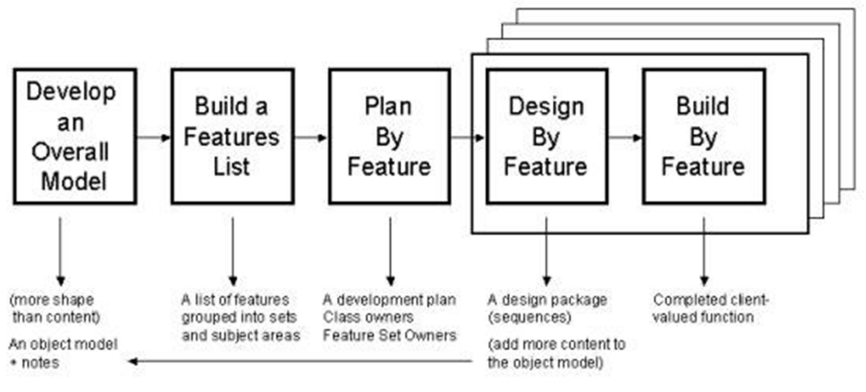 Develop
an
Overall
Model
Build a
Features
List
Plan
By
Feature
Design
By
Feature
Build
By
Feature
(more shape
than content)
An object model
+ notes
A list of features
grouped into sets
and subject areas
A development plan
Class owners
Feature Set Owners
A design package
(sequences)
(add more content to
the object model)
Completed client-
valued function